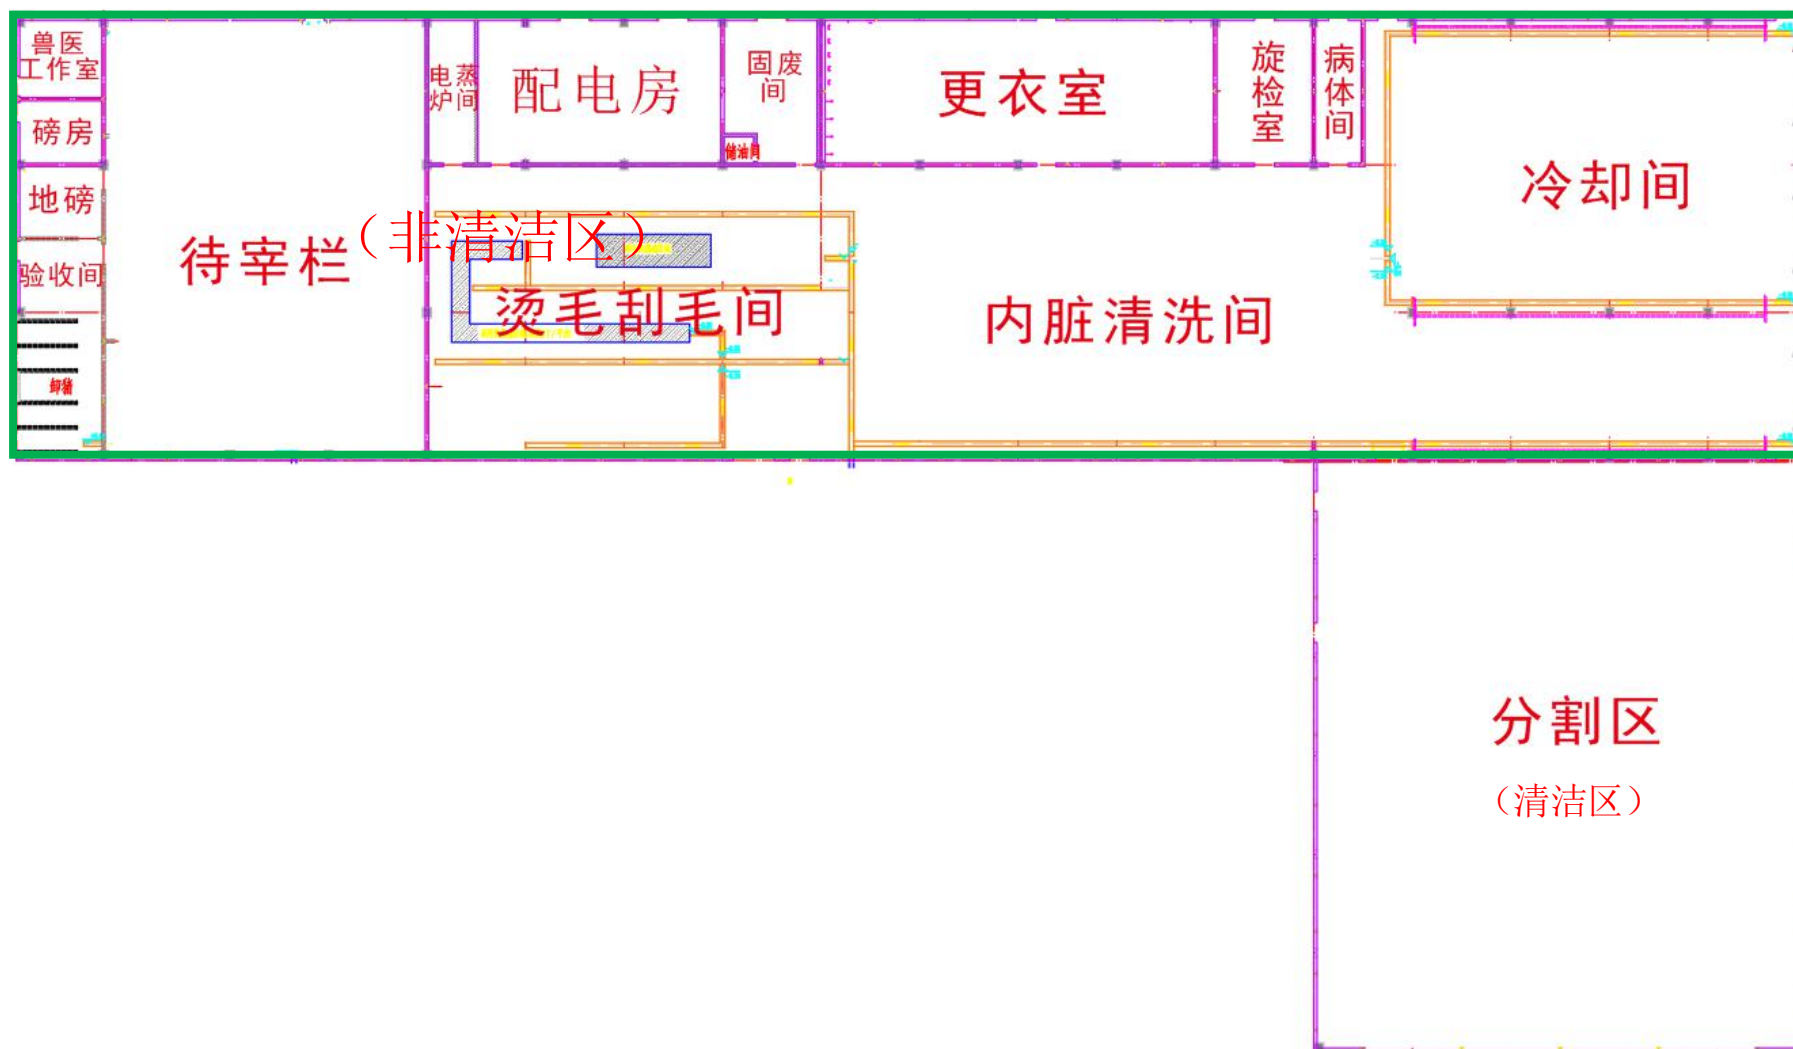 兽医
工作室
磅房
地磅
验收间
卸猪
待宰栏
（非清洁区）
电蒸
炉间
配电房
固废
间
储油间
烫毛刮毛间
更衣室
旋检室
病体间
内脏清洗间
冷却间
分割区
（清洁区）